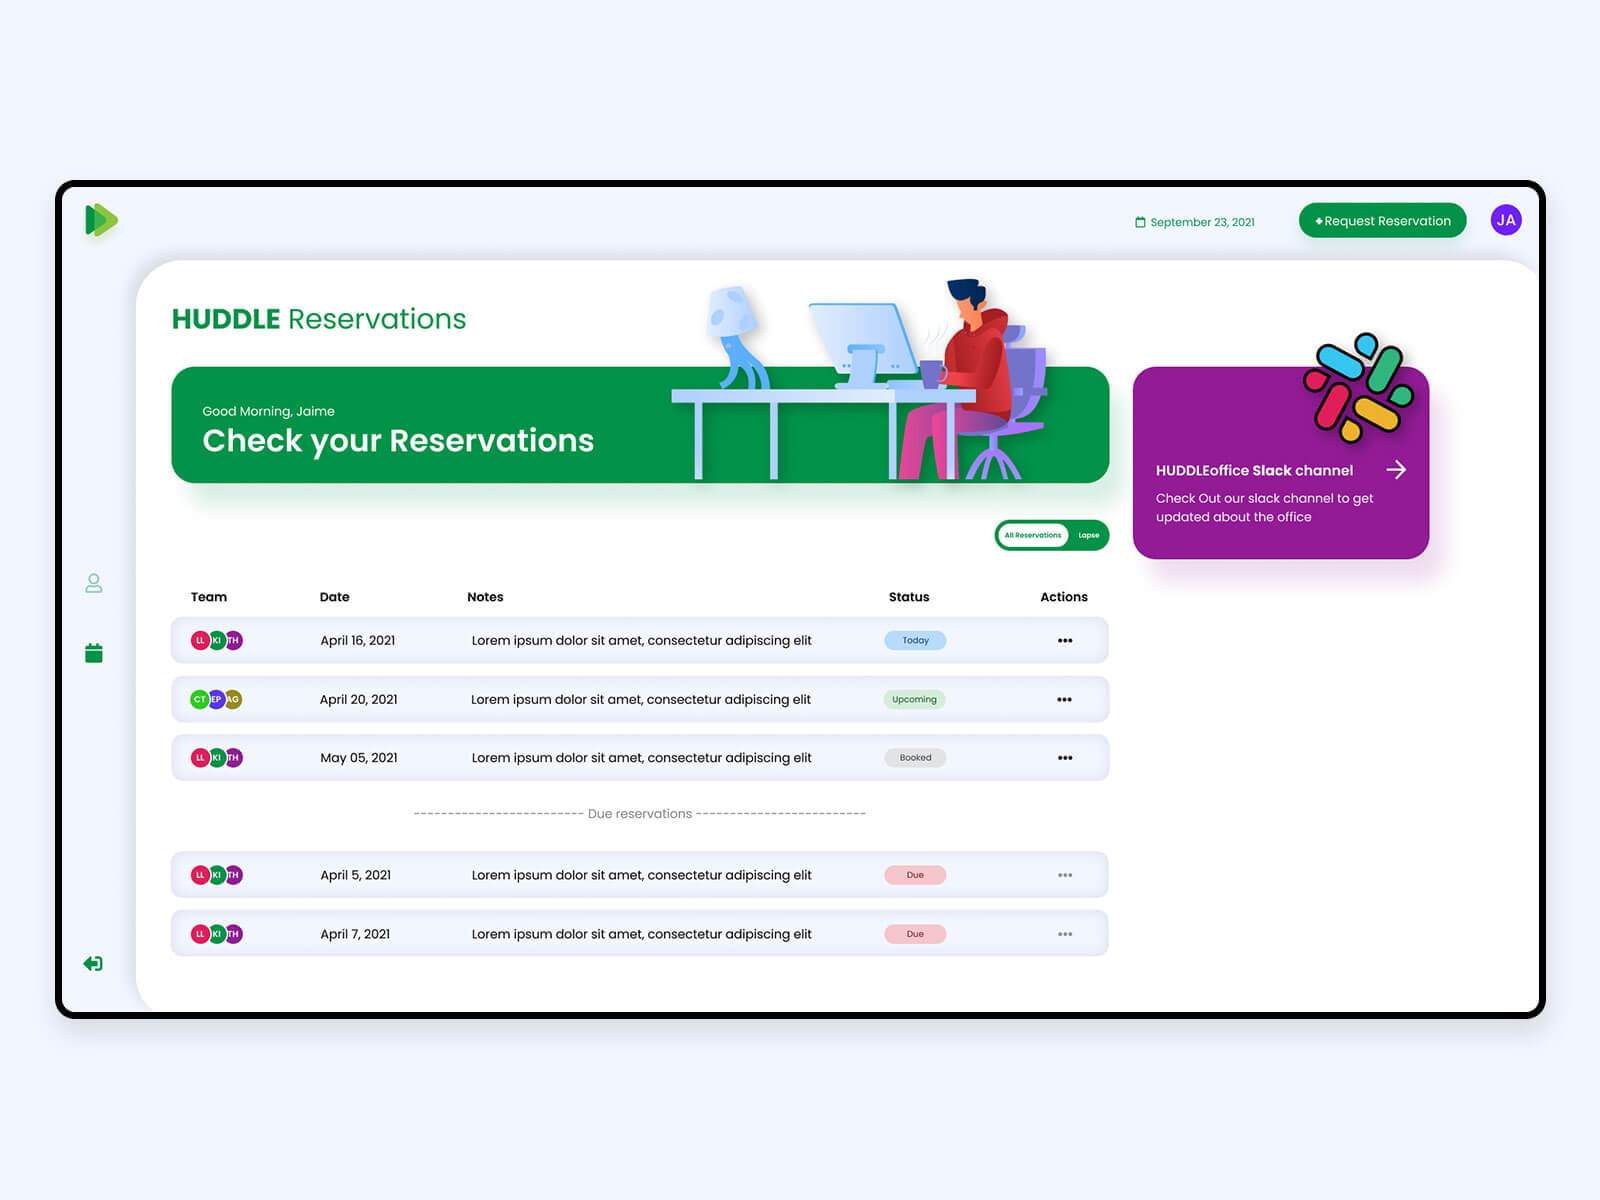 September 23, 2021
+Request Reservation
JA
HUDDLE Reservations
Good Morning, Jaime
Check your Reservations
HUDDLEoffice Slack channel
Check Out our slack channel to get
updated about the office
All Reservations Lapse
Team Date Notes Status Actions
LL KI TH April 16, 2021 Lorem ipsum dolor sit amet, consectetur adipiscing elit Today •••
CT EP AG April 20, 2021 Lorem ipsum dolor sit amet, consectetur adipiscing elit Upcoming •••
LL KI TH May 05, 2021 Lorem ipsum dolor sit amet, consectetur adipiscing elit Booked •••
------------------------- Due reservations -------------------------
LL KI TH April 5, 2021 Lorem ipsum dolor sit amet, consectetur adipiscing elit Due •••
LL KI TH April 7, 2021 Lorem ipsum dolor sit amet, consectetur adipiscing elit Due •••